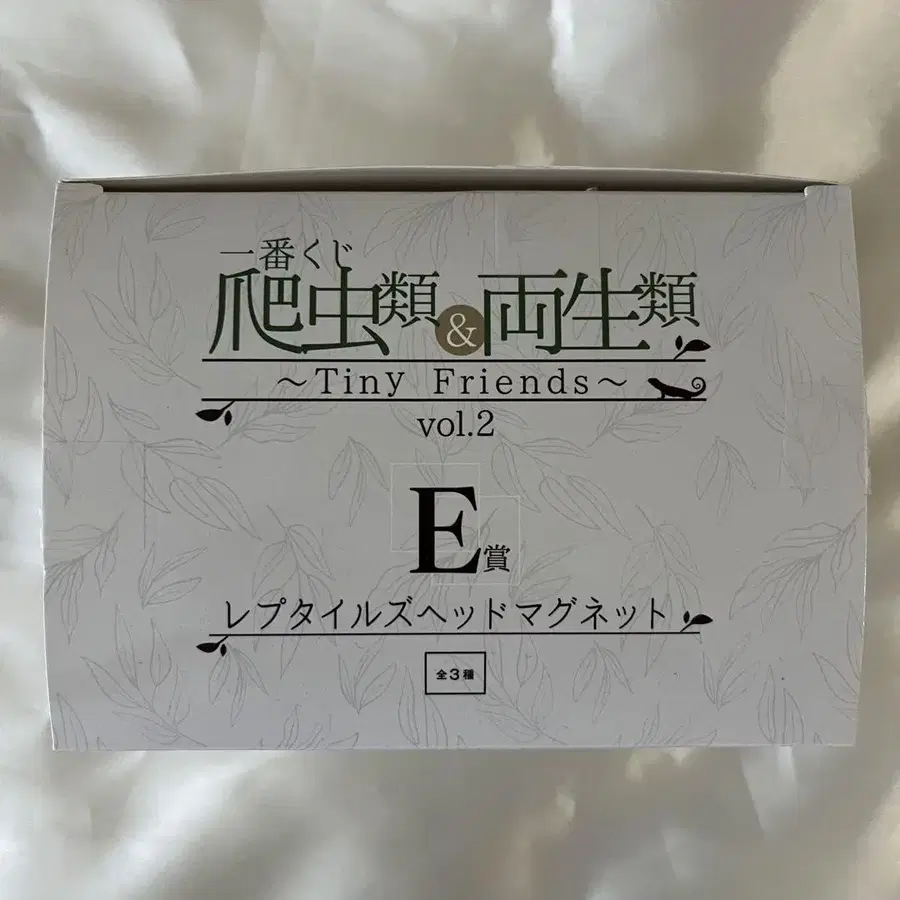 一番くじ
爬虫類&両生類
～Tiny Friends～
vol.2
E賞
レプタイルズヘッドマグネット
全3種